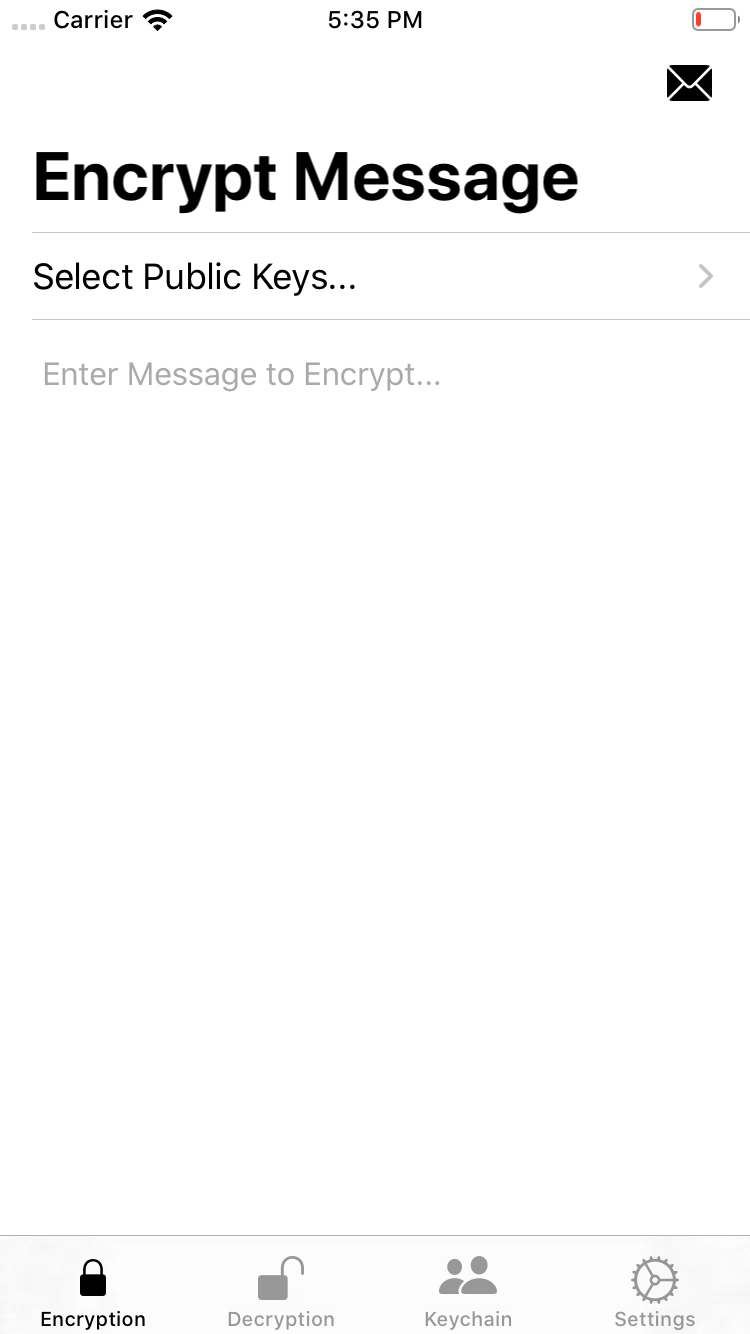 Carrier 5:35 PM
Encrypt Message
Select Public Keys...
Enter Message to Encrypt...
Encryption Decryption Keychain Settings